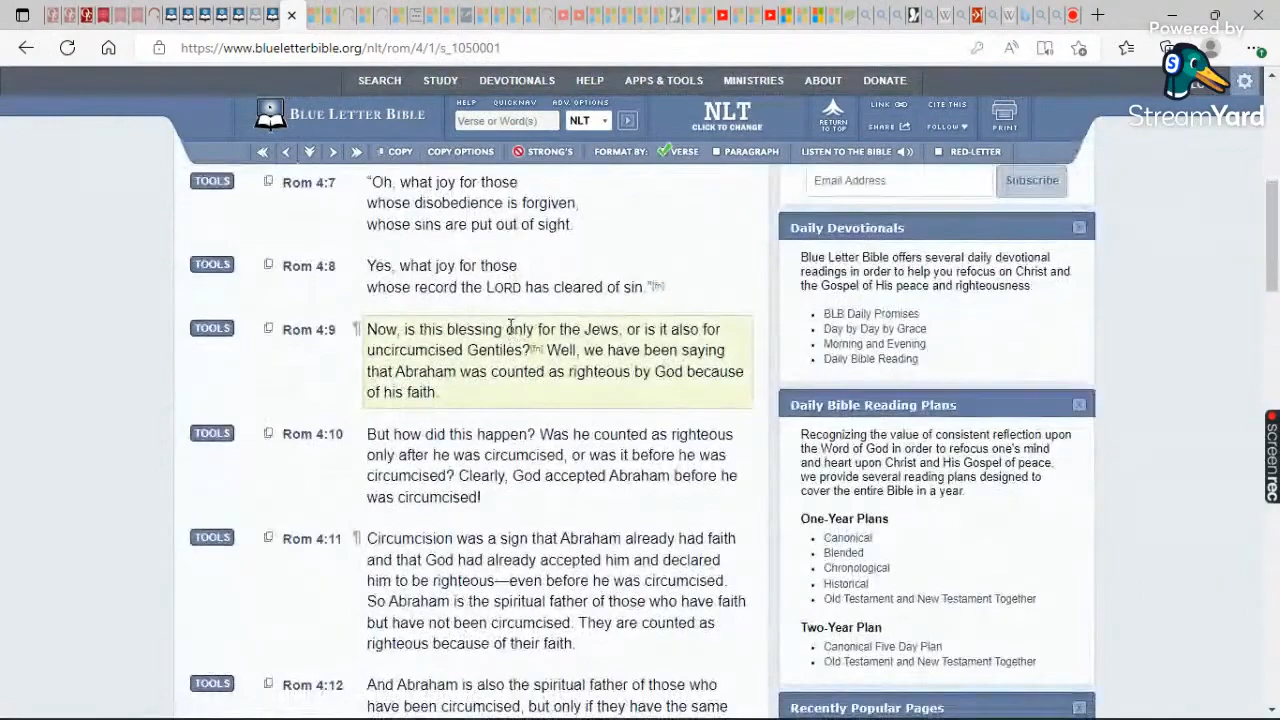 Powered by
StreamYard
https://www.blueletterbible.org/nlt/rom/4/1/s_1050001
SEARCH STUDY DEVOTIONALS HELP APPS & TOOLS MINISTRIES ABOUT DONATE
BLUE LETTER BIBLE
HELP QUICKNAV ADV. OPTIONS
Verse or Word(s) NLT
NLT
CLICK TO CHANGE
RETURN
TO TOP
LINK CITE THIS
SHARE FOLLOW
PRINT
COPY COPY OPTIONS STRONG'S FORMAT BY: VERSE PARAGRAPH LISTEN TO THE BIBLE RED-LETTER
TOOLS Rom 4:7 “Oh, what joy for those
whose disobedience is forgiven,
whose sins are put out of sight.
TOOLS Rom 4:8 Yes, what joy for those
whose record the LORD has cleared of sin.”[fn]
TOOLS Rom 4:9 ¶ Now, is this blessing only for the Jews, or is it also for
uncircumcised Gentiles?[fn] Well, we have been saying
that Abraham was counted as righteous by God because
of his faith.
TOOLS Rom 4:10 But how did this happen? Was he counted as righteous
only after he was circumcised, or was it before he was
circumcised? Clearly, God accepted Abraham before he
was circumcised!
TOOLS Rom 4:11 ¶ Circumcision was a sign that Abraham already had faith
and that God had already accepted him and declared
him to be righteous—even before he was circumcised.
So Abraham is the spiritual father of those who have faith
but have not been circumcised. They are counted as
righteous because of their faith.
TOOLS Rom 4:12 And Abraham is also the spiritual father of those who
have been circumcised, but only if they have the same
Email Address Subscribe
Daily Devotionals
Blue Letter Bible offers several daily devotional
readings in order to help you refocus on Christ and
the Gospel of His peace and righteousness
BLB Daily Promises
Day by Day by Grace
Morning and Evening
Daily Bible Reading
Daily Bible Reading Plans
Recognizing the value of consistent reflection upon
the Word of God in order to refocus one's mind
and heart upon Christ and His Gospel of peace,
we provide several reading plans designed to
cover the entire Bible in a year.
One-Year Plans
Canonical
Blended
Chronological
Historical
Old Testament and New Testament Together
Two-Year Plan
Canonical Five Day Plan
Old Testament and New Testament Together
Recently Popular Pages
screenrec